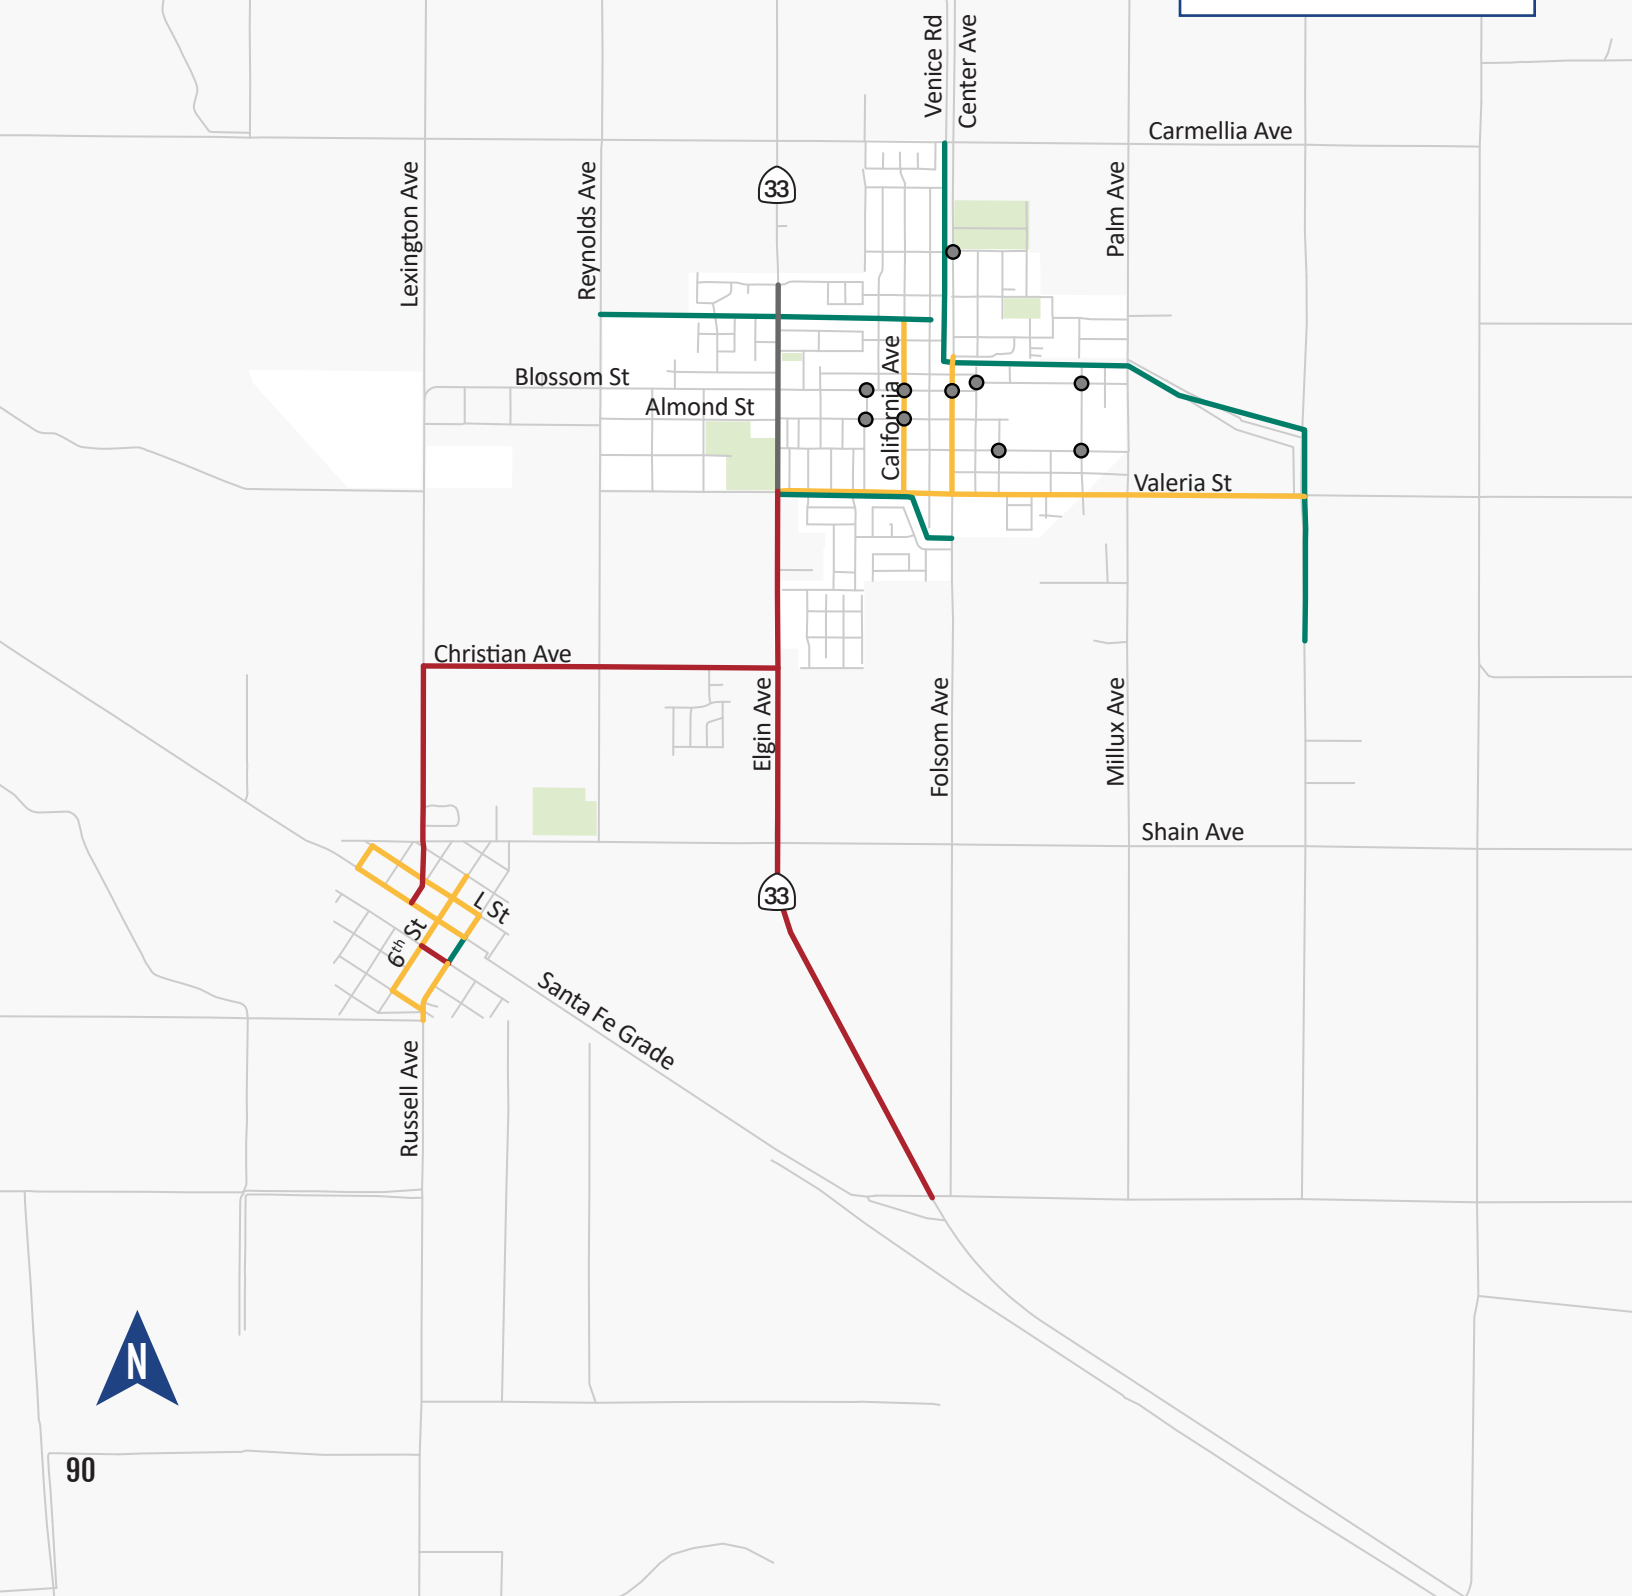 Venice Rd
Center Ave
Carmellia Ave
Lexington Ave
Reynolds Ave
33
Palm Ave
California Ave
Blossom St
Almond St
Valeria St
Christian Ave
Elgin Ave
Folsom Ave
Millux Ave
Shain Ave
33
L St
6th St
Santa Fe Grade
Russell Ave
N
90